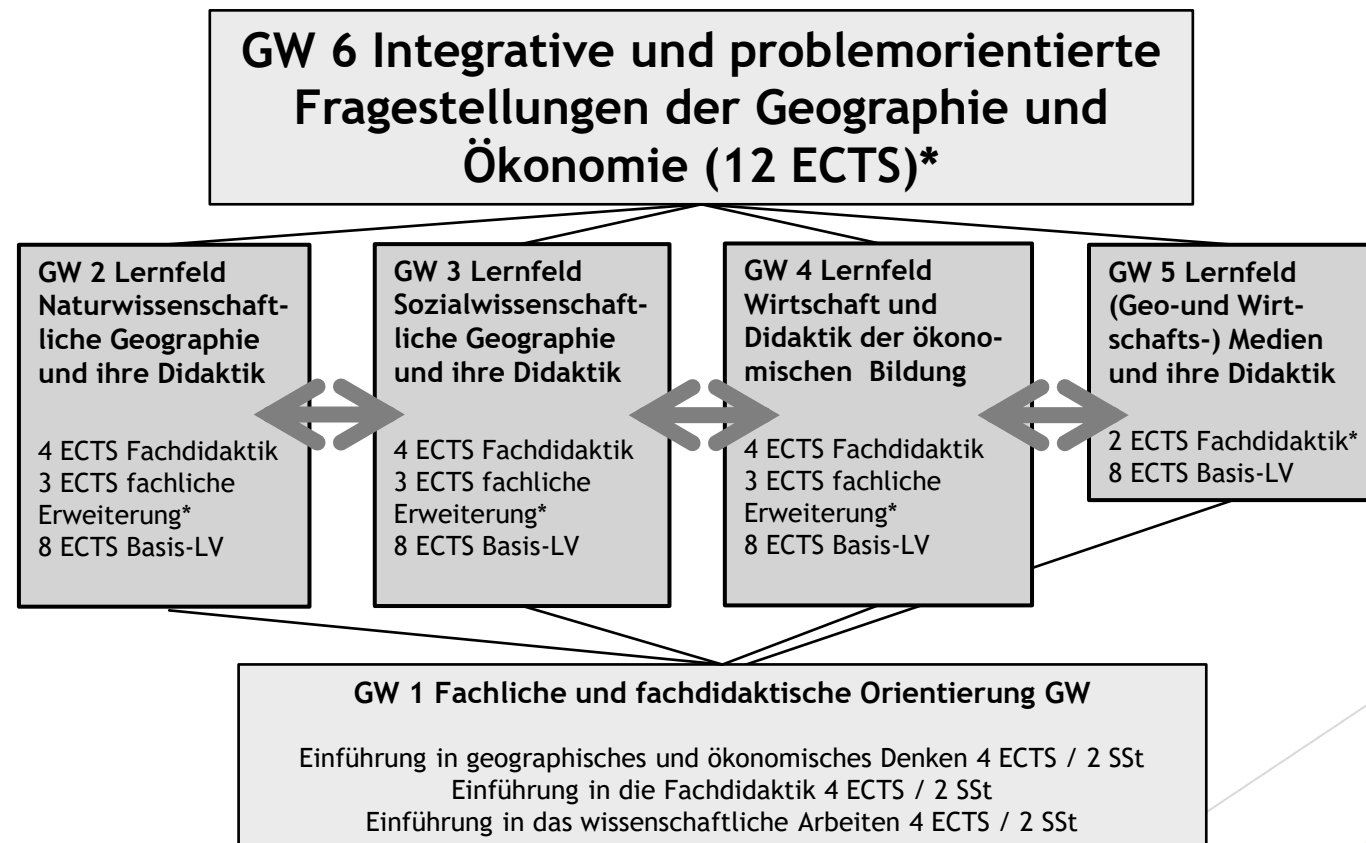 GW 6 Integrative und problemorientierte
Fragestellungen der Geographie und
Ökonomie (12 ECTS)*
GW 2 Lernfeld
Naturwissenschaft-
liche Geographie
und ihre Didaktik
4 ECTS Fachdidaktik
3 ECTS fachliche
Erweiterung*
8 ECTS Basis-LV
GW 3 Lernfeld
Sozialwissenschaft-
liche Geographie
und ihre Didaktik
4 ECTS Fachdidaktik
3 ECTS fachliche
Erweiterung*
8 ECTS Basis-LV
GW 4 Lernfeld
Wirtschaft und
Didaktik der ökono-
mischen Bildung
4 ECTS Fachdidaktik
3 ECTS fachliche
Erweiterung*
8 ECTS Basis-LV
GW 5 Lernfeld
(Geo-und Wirt-
schafts-) Medien
und ihre Didaktik
2 ECTS Fachdidaktik*
8 ECTS Basis-LV
GW 1 Fachliche und fachdidaktische Orientierung GW
Einführung in geographisches und ökonomisches Denken 4 ECTS / 2 SSt
Einführung in die Fachdidaktik 4 ECTS / 2 SSt
Einführung in das wissenschaftliche Arbeiten 4 ECTS / 2 SSt